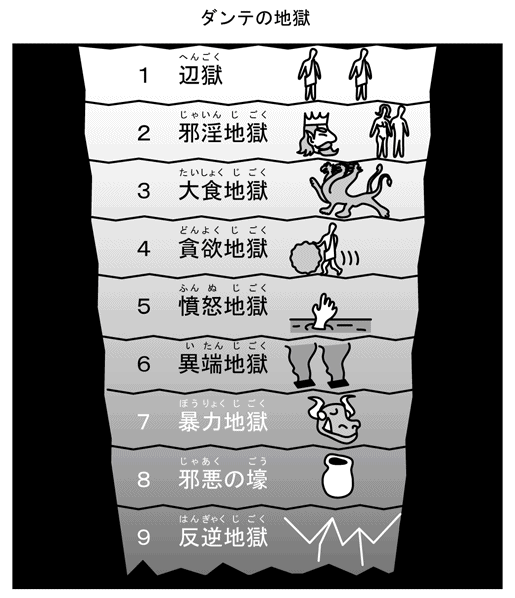 ダンテの地獄
へんごく
1 辺獄
じゃいん じ ごく
2 邪淫地獄
たいしょく じ ごく
3 大食地獄
どんよく じ ごく
4 貪欲地獄
ふん ぬ じ ごく
5 憤怒地獄
い たん じ ごく
6 異端地獄
ぼうりょく じ ごく
7 暴力地獄
じゃあく ごう
8 邪悪の壕
はんぎゃく じ ごく
9 反逆地獄